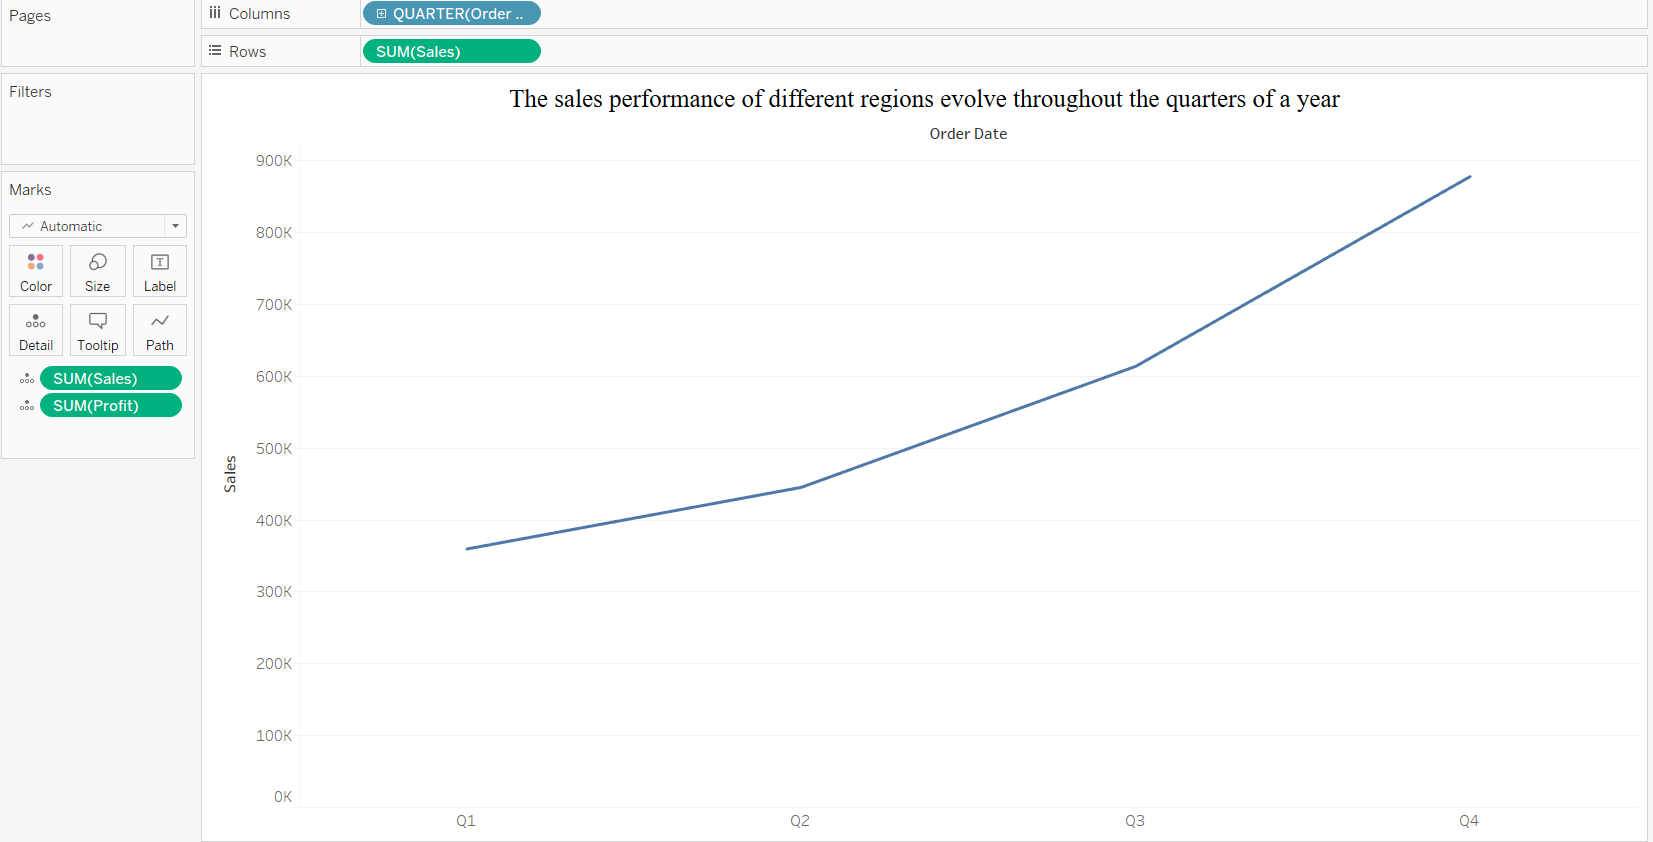 Pages
Columns
QUARTER(Order ..
Rows
SUM(Sales)
Filters
Marks
Automatic
Color
Size
Label
Detail
Tooltip
Path
SUM(Sales)
SUM(Profit)
The sales performance of different regions evolve throughout the quarters of a year
Order Date
900K
800K
700K
600K
500K
400K
300K
200K
100K
0K
Sales
Q1
Q2
Q3
Q4